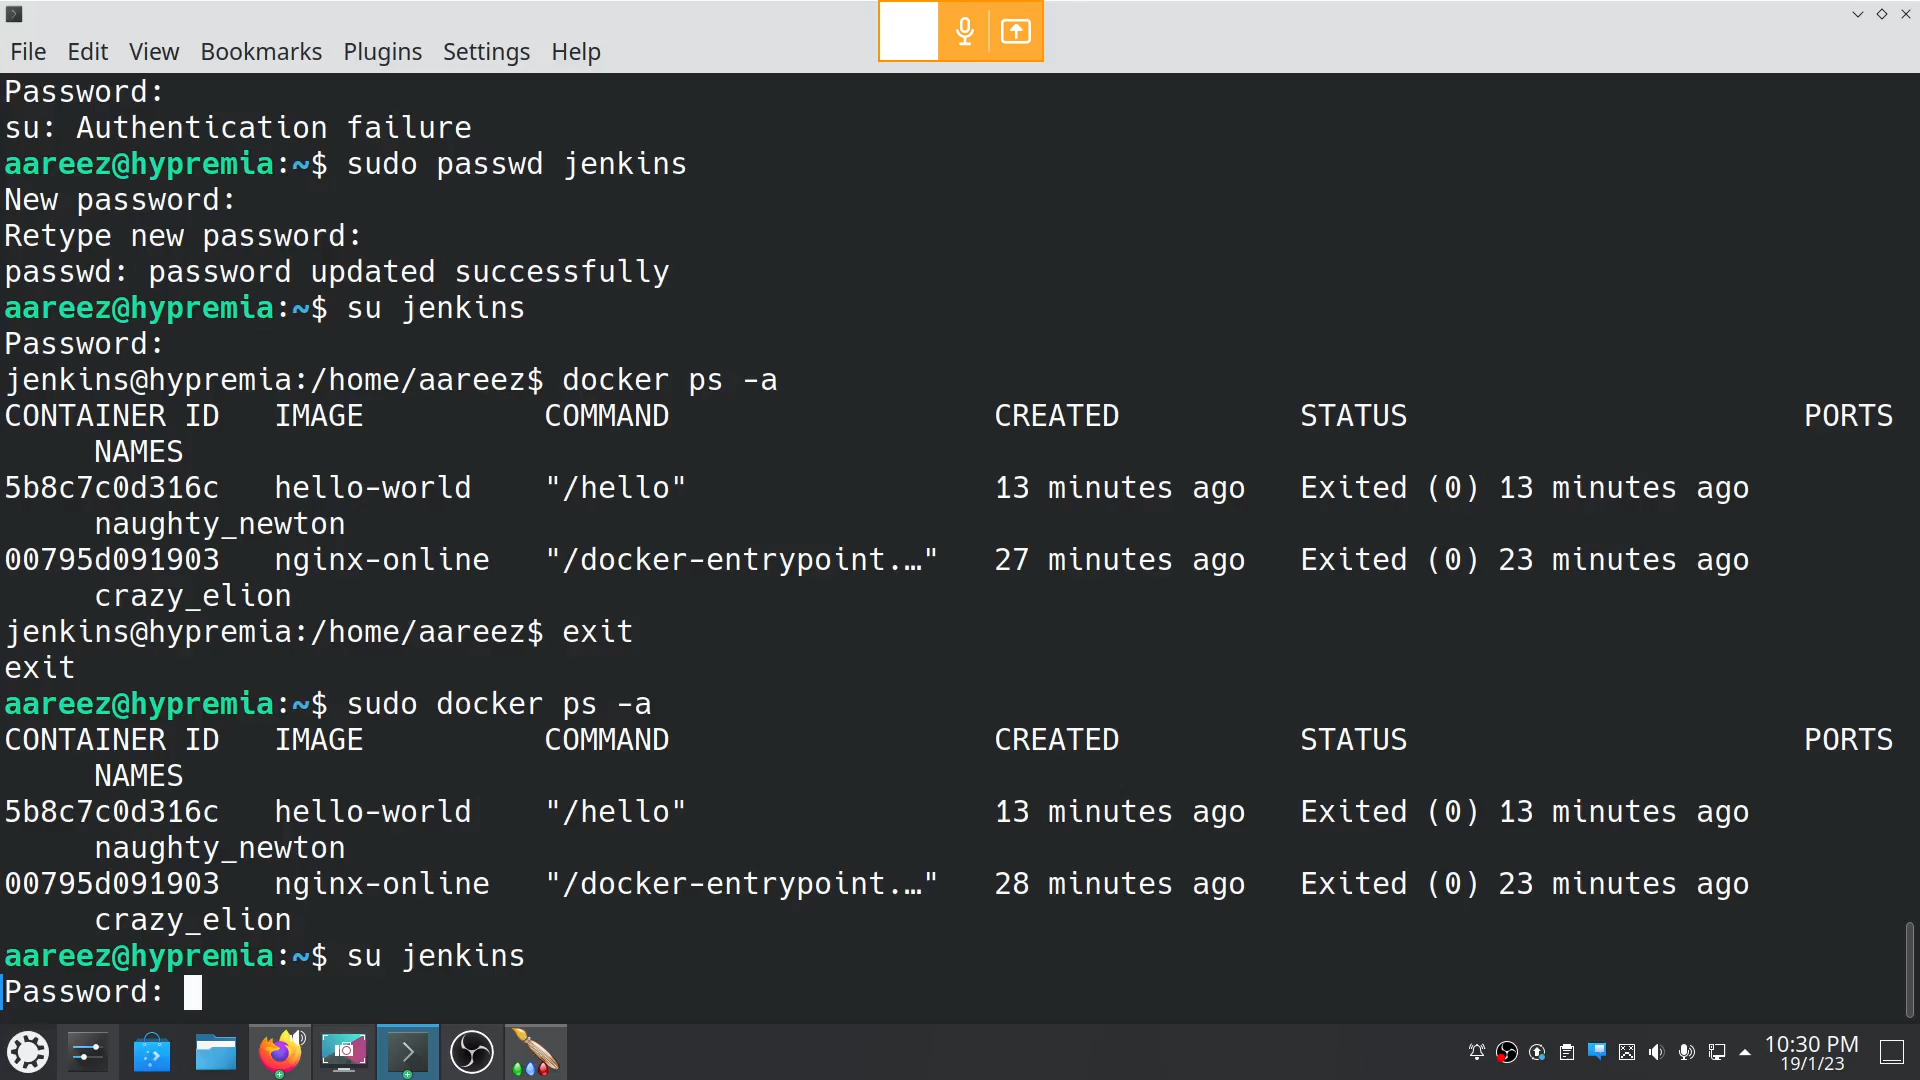 File Edit View Bookmarks Plugins Settings Help
Password:
su: Authentication failure
aareez@hypremia:~$ sudo passwd jenkins
New password:
Retype new password:
passwd: password updated successfully
aareez@hypremia:~$ su jenkins
Password:
jenkins@hypremia:/home/aareez$ docker ps -a
CONTAINER ID   IMAGE          COMMAND                  CREATED          STATUS                      PORTS
     NAMES
5b8c7c0d316c   hello-world    "/hello"                 13 minutes ago   Exited (0) 13 minutes ago
     naughty_newton
00795d091903   nginx-online   "/docker-entrypoint.…"   27 minutes ago   Exited (0) 23 minutes ago
     crazy_elion
jenkins@hypremia:/home/aareez$ exit
exit
aareez@hypremia:~$ sudo docker ps -a
CONTAINER ID   IMAGE          COMMAND                  CREATED          STATUS                      PORTS
     NAMES
5b8c7c0d316c   hello-world    "/hello"                 13 minutes ago   Exited (0) 13 minutes ago
     naughty_newton
00795d091903   nginx-online   "/docker-entrypoint.…"   28 minutes ago   Exited (0) 23 minutes ago
     crazy_elion
aareez@hypremia:~$ su jenkins
Password:
10:30 PM
19/1/23